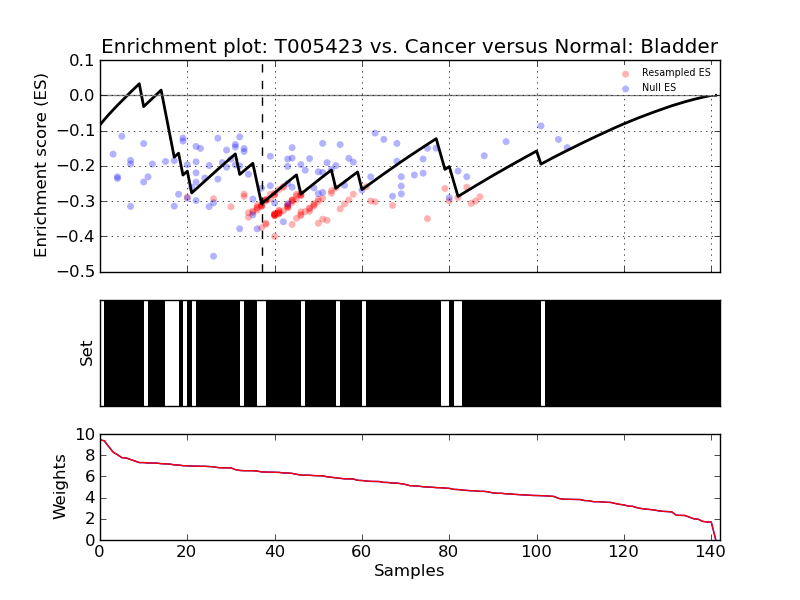 Enrichment plot: T005423 vs. Cancer versus Normal: Bladder
Enrichment score (ES)
0.1
0.0
−0.1
−0.2
−0.3
−0.4
−0.5
Resampled ES
Null ES
Set
Weights
10
8
6
4
2
0
0 20 40 60 80 100 120 140
Samples